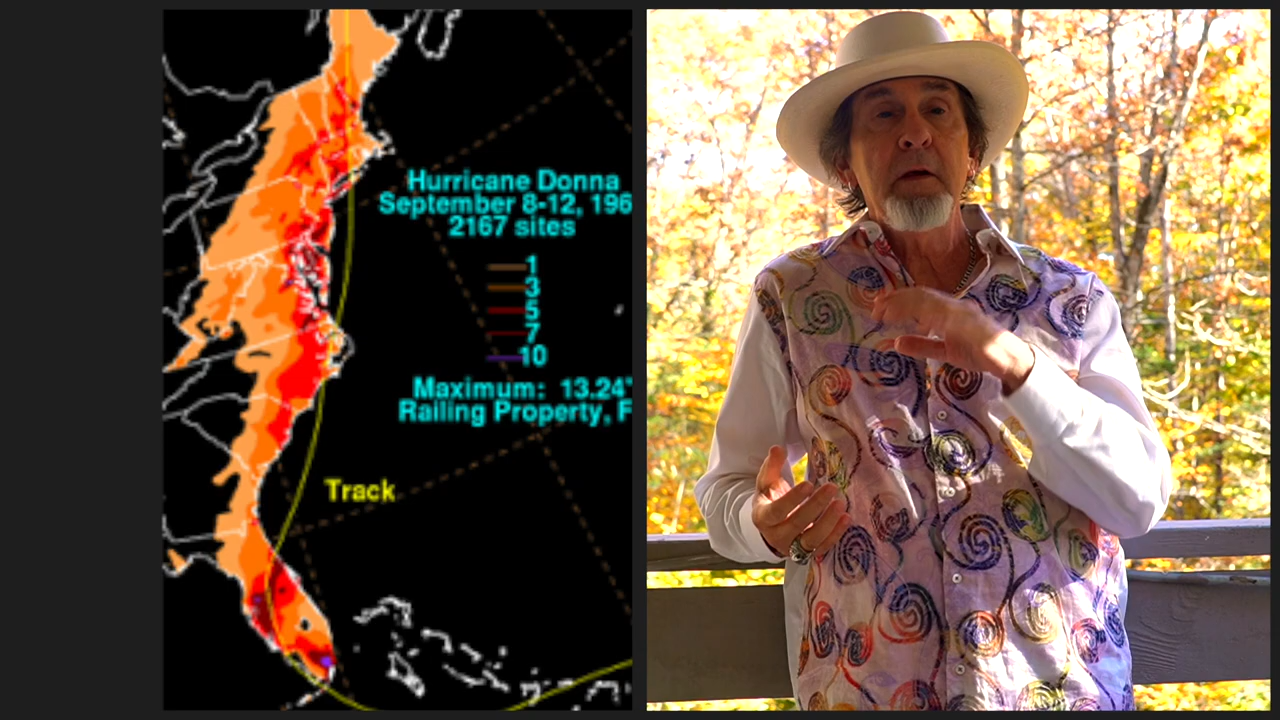 Hurricane Donna
September 8-12, 196
2167 sites
1
3
5
7
10
Maximum: 13.24"
Railing Property, F
Track